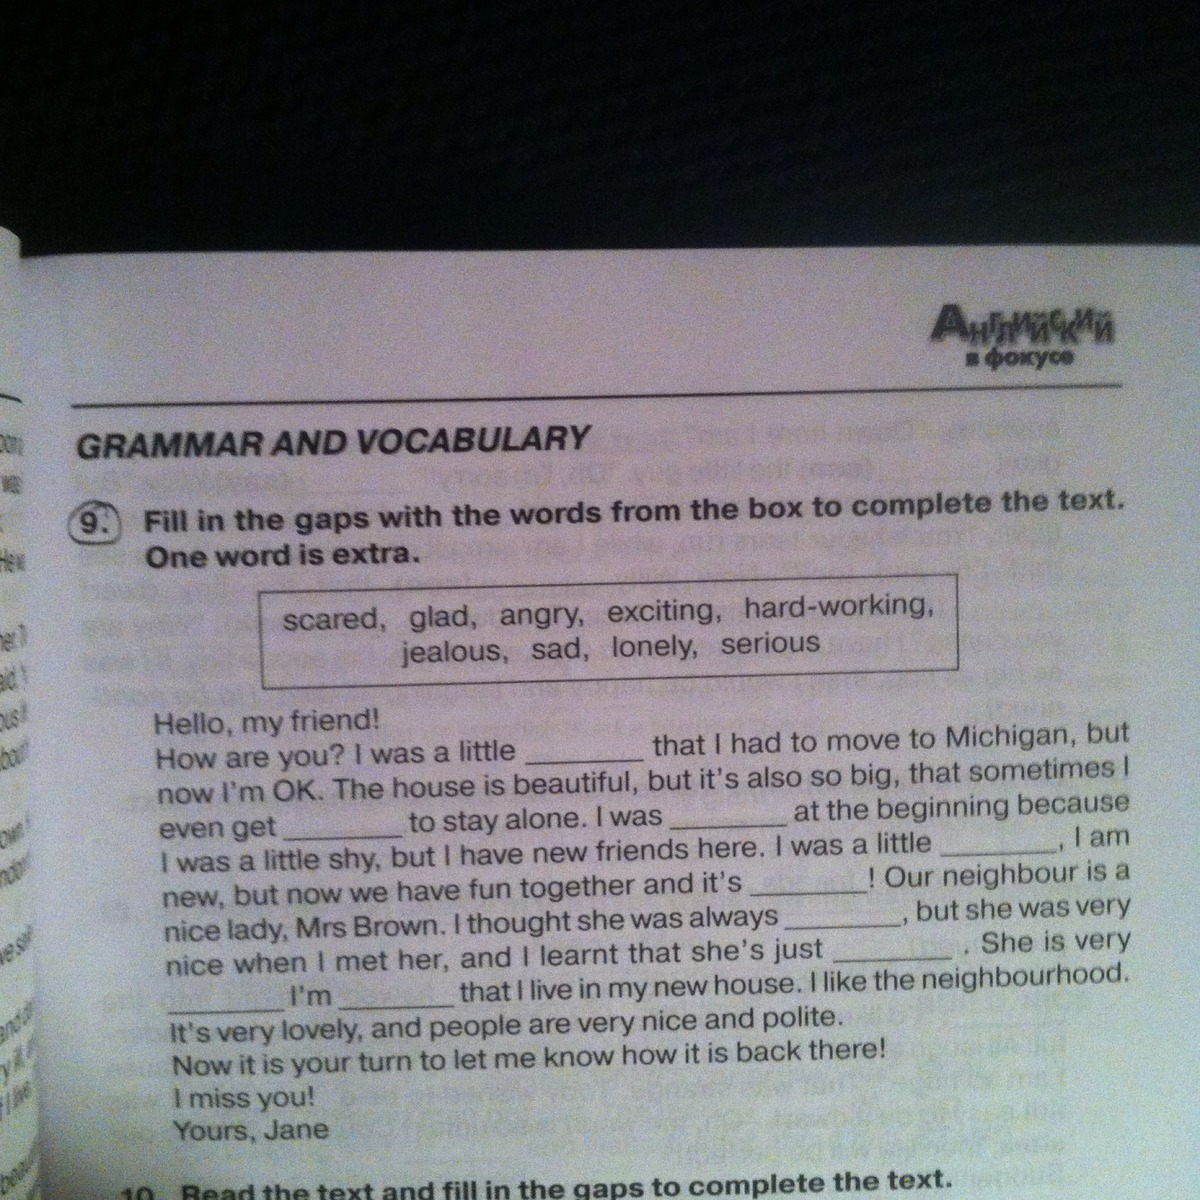 Английский
в фокусе
GRAMMAR AND VOCABULARY
9. Fill in the gaps with the words from the box to complete the text.
One word is extra.
scared, glad, angry, exciting, hard-working,
jealous, sad, lonely, serious
Hello, my friend!
How are you? I was a little ________ that I had to move to Michigan, but
now I'm OK. The house is beautiful, but it's also so big, that sometimes I
even get ________ to stay alone. I was ________ at the beginning because
I was a little shy, but I have new friends here. I was a little ________, I am
new, but now we have fun together and it's ________! Our neighbour is a
nice lady, Mrs Brown. I thought she was always ________, but she was very
nice when I met her, and I learnt that she's just ________ . She is very
________ I'm ________ that I live in my new house. I like the neighbourhood.
It's very lovely, and people are very nice and polite.
Now it is your turn to let me know how it is back there!
I miss you!
Yours, Jane
10. Read the text and fill in the gaps to complete the text.